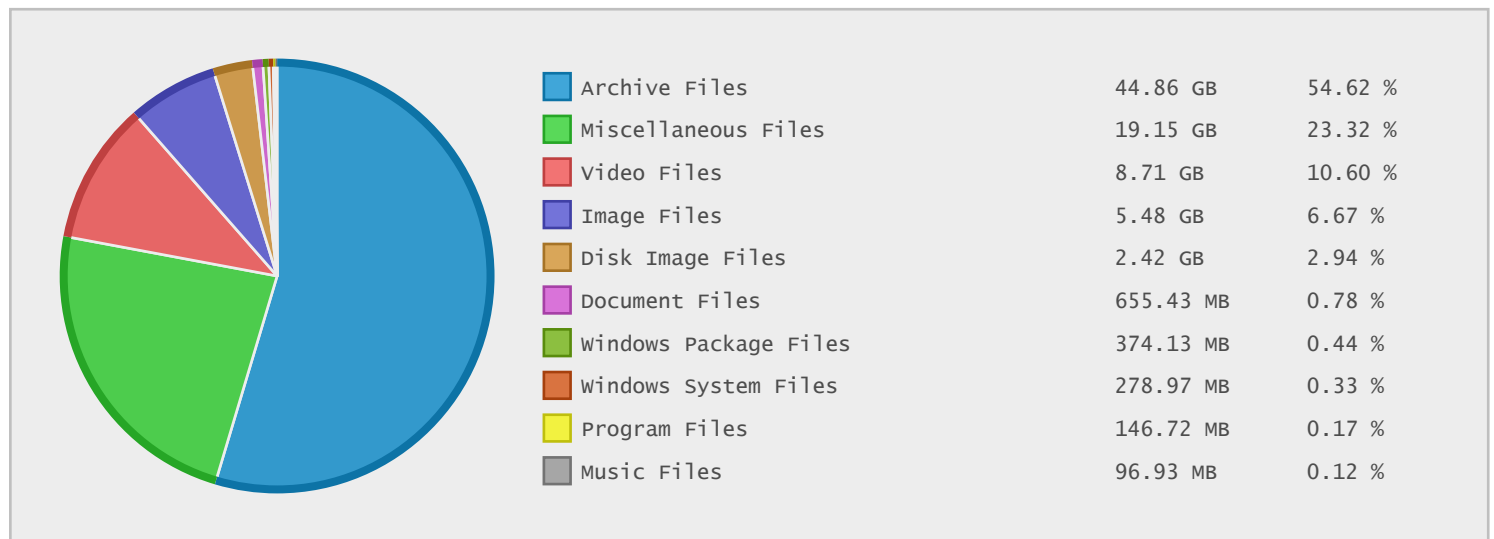 Archive Files 44.86 GB 54.62 %
Miscellaneous Files 19.15 GB 23.32 %
Video Files 8.71 GB 10.60 %
Image Files 5.48 GB 6.67 %
Disk Image Files 2.42 GB 2.94 %
Document Files 655.43 MB 0.78 %
Windows Package Files 374.13 MB 0.44 %
Windows System Files 278.97 MB 0.33 %
Program Files 146.72 MB 0.17 %
Music Files 96.93 MB 0.12 %